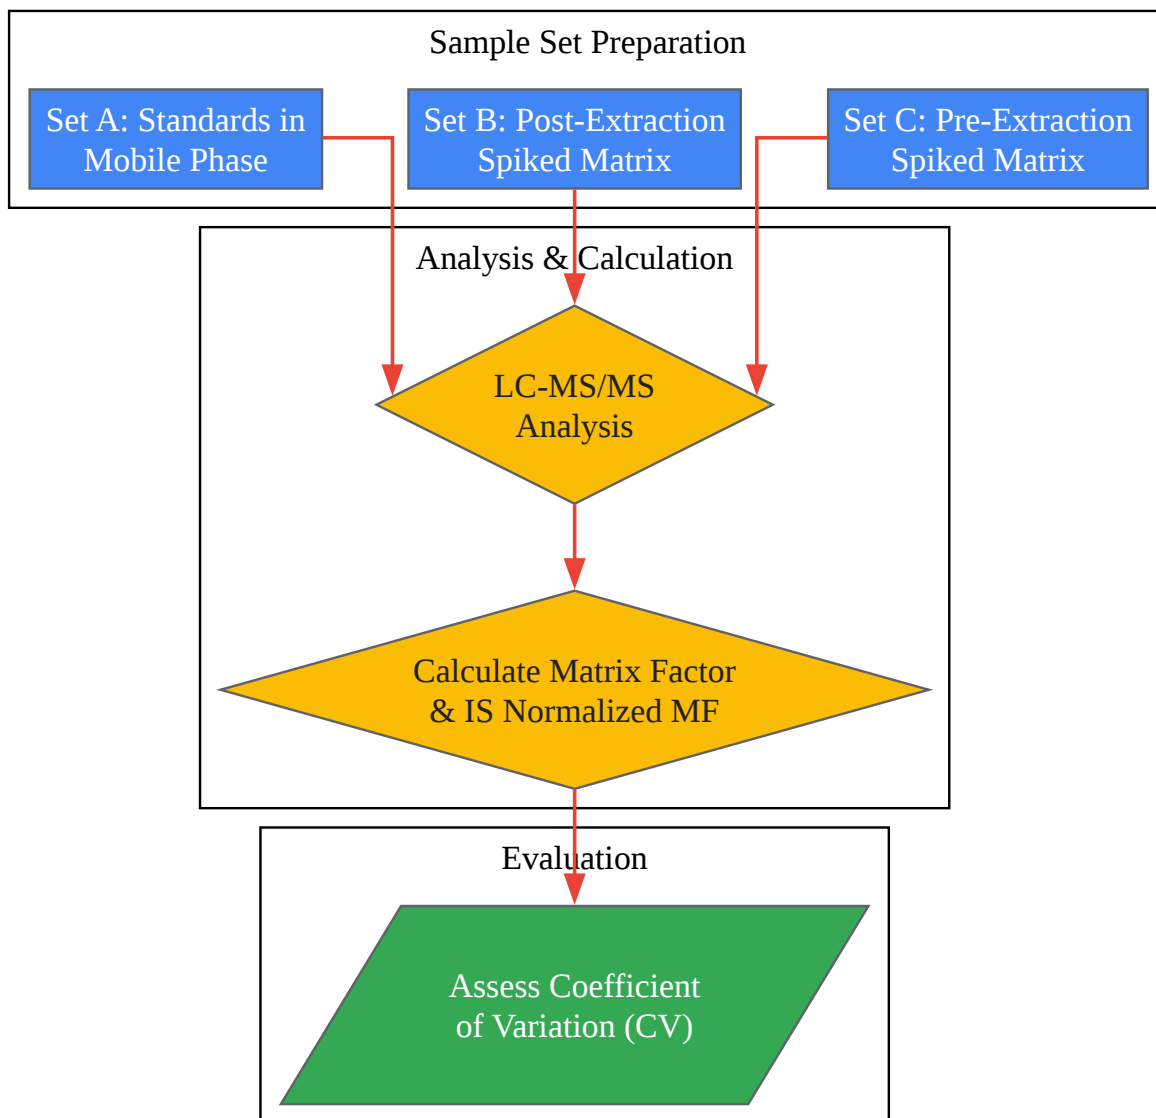 Sample Set Preparation
Set A: Standards in
Mobile Phase
Set B: Post-Extraction
Spiked Matrix
Set C: Pre-Extraction
Spiked Matrix
Analysis & Calculation
LC-MS/MS
Analysis
Calculate Matrix Factor
& IS Normalized MF
Evaluation
Assess Coefficient
of Variation (CV)